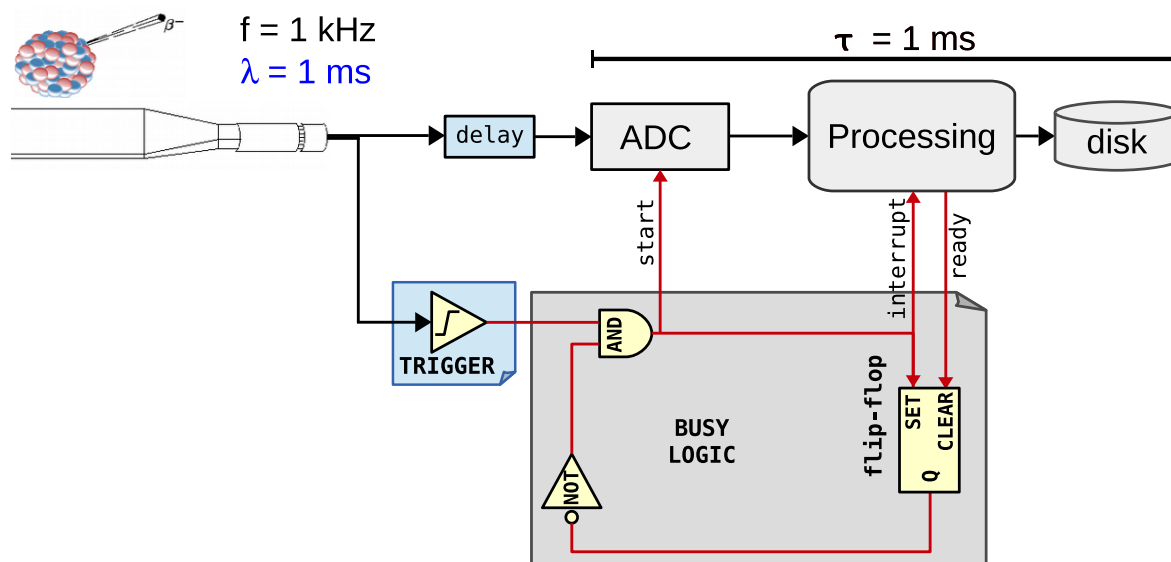 β⁻
f = 1 kHz
λ = 1 ms
τ = 1 ms
delay
ADC
Processing
disk
start
interrupt
ready
TRIGGER
AND
BUSY
LOGIC
flip-flop
SET
CLEAR
Q
NOT